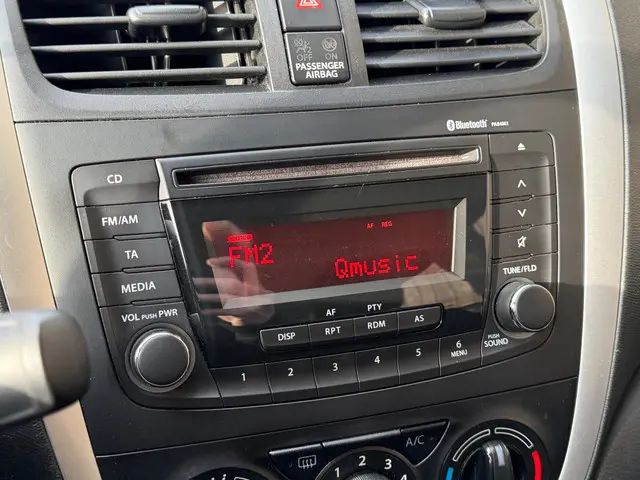 OFF ON
PASSENGER
AIRBAG
Bluetooth
CD
FM/AM
TA
MEDIA
VOL PUSH PWR
AF REG
FM2
Qmusic
TUNE/FLD
PUSH
SOUND
AF PTY
DISP RPT RDM AS
1 2 3 4 5 6
MENU
A/C
1 2 3 4